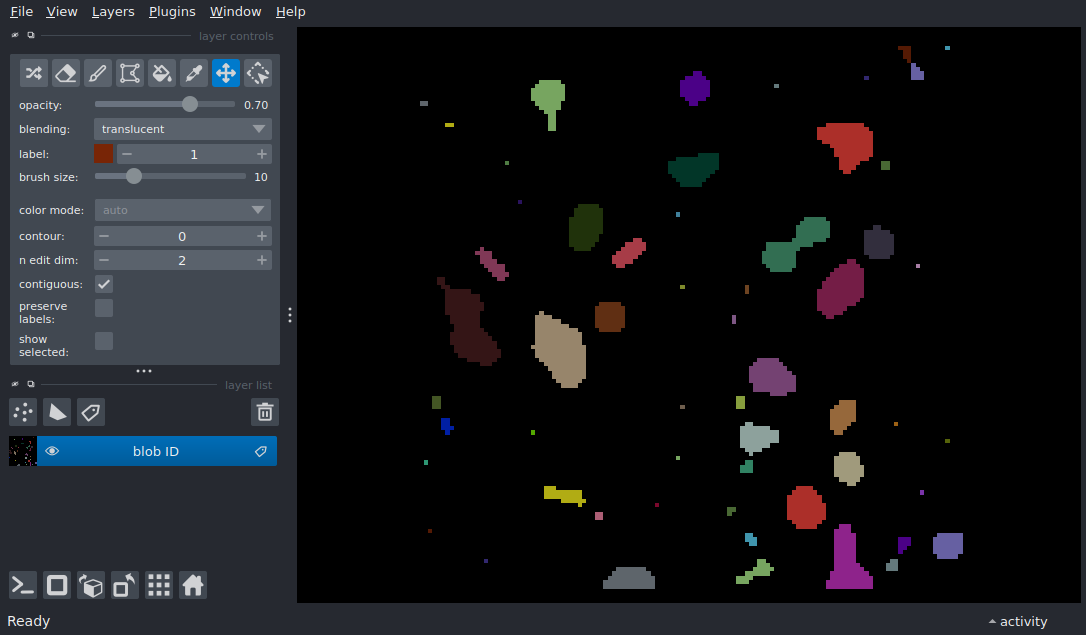 File View Layers Plugins Window Help
layer controls
opacity: 0.70
blending: translucent
label: 1
brush size: 10
color mode: auto
contour: 0
n edit dim: 2
contiguous:
preserve
labels:
show
selected:
layer list
blob ID
Ready activity